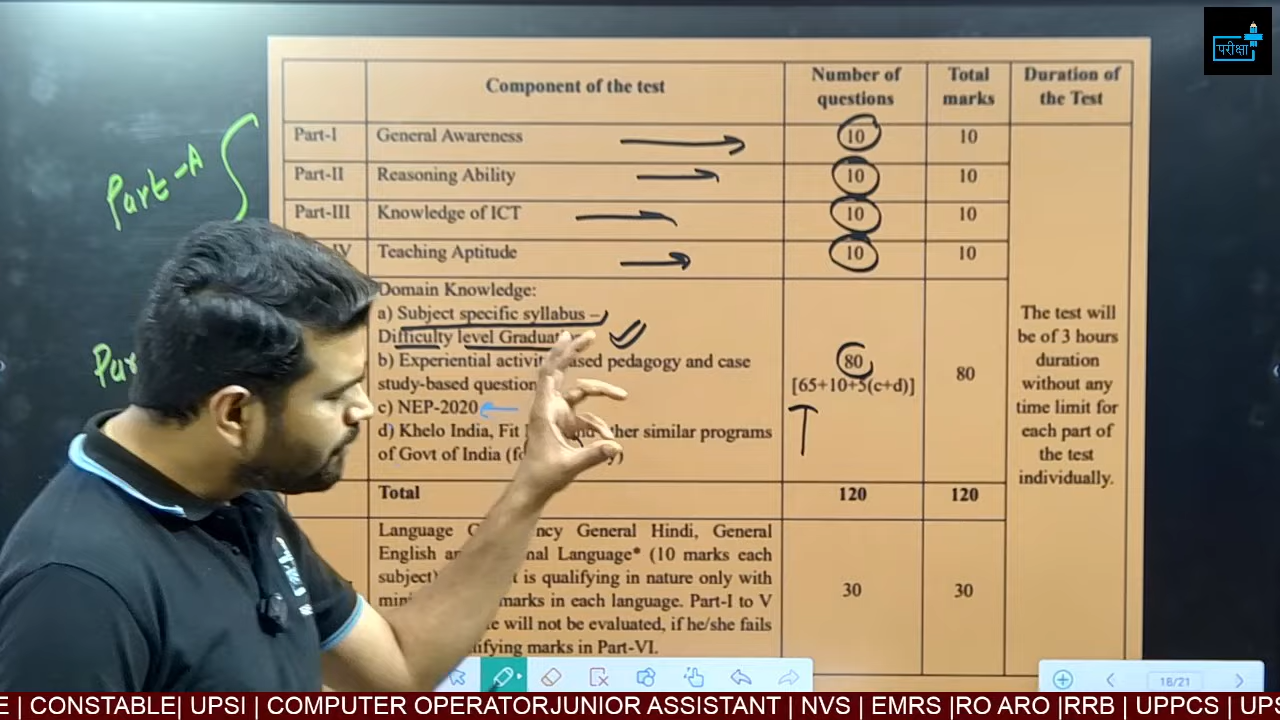 परीक्षा
Component of the test
Number of
questions
Total
marks
Duration of
the Test
Part-A
Part-I General Awareness 10 10
Part-II Reasoning Ability 10 10
Part-III Knowledge of ICT 10 10
Teaching Aptitude 10 10
Domain Knowledge:
a) Subject specific syllabus –
Difficulty level
b) Experiential pedagogy and case
study-based
c) NEP-2020
d) Khelo India, Fit similar programs
of Govt of India
80
[65+10+5(c+d)]
80
The test will
be of 3 hours
duration
without any
time limit for
each part of
the test
individually.
Total 120 120
Language General Hindi, General
English Language* (10 marks each
is qualifying in nature only with
marks in each language. Part-I to V
will not be evaluated, if he/she fails
marks in Part-VI.
30 30
18/21
E | CONSTABLE| UPSI | COMPUTER OPERATORJUNIOR ASSISTANT | NVS | EMRS |RO ARO |RRB | UPPCS | UPS